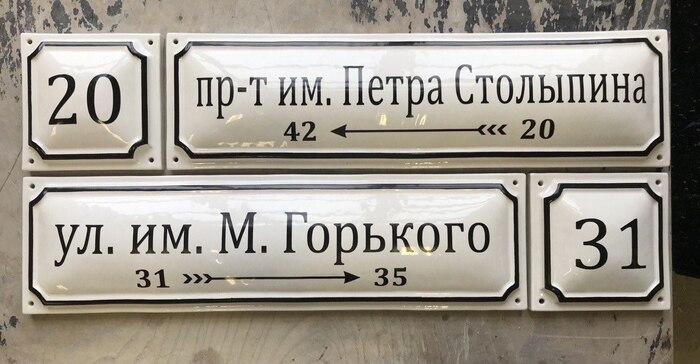 20
пр-т им. Петра Столыпина
42 ← 20
ул. им. М. Горького
31 → 35
31